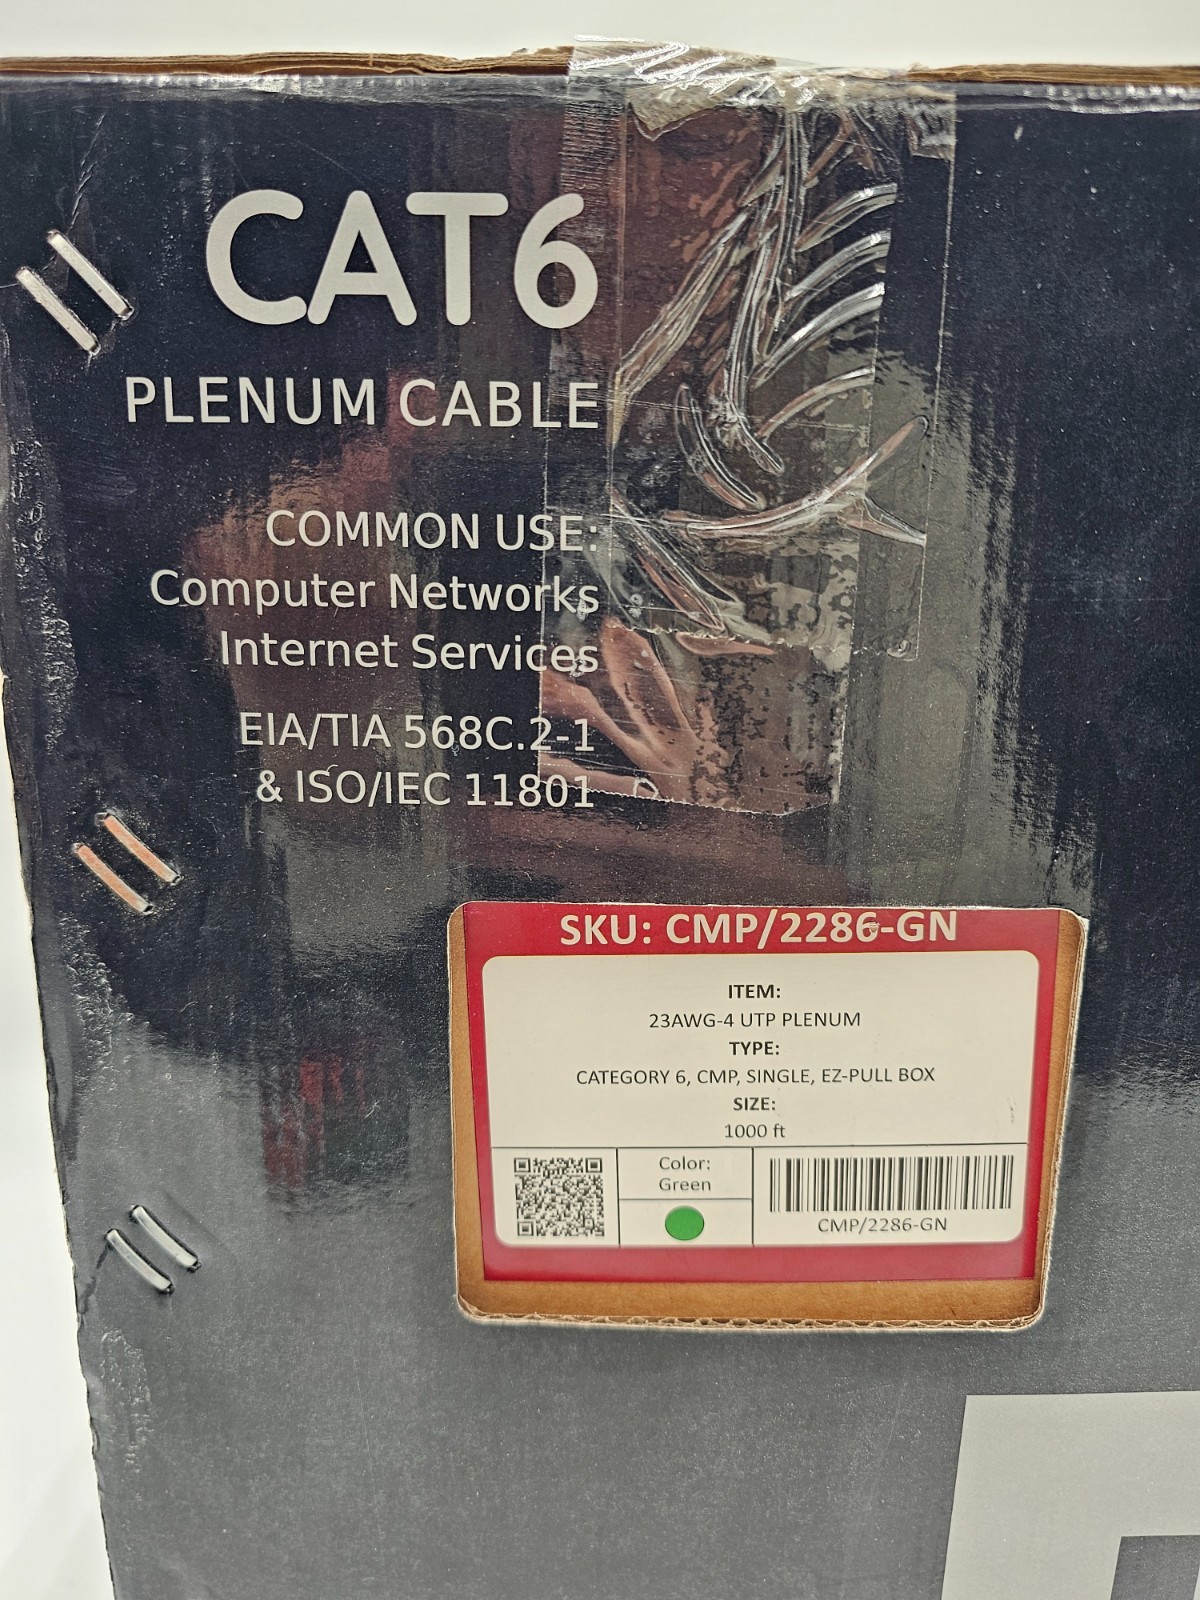 CAT6
PLENUM CABLE
COMMON USE:
Computer Networks
Internet Services
EIA/TIA 568C.2-1
& ISO/IEC 11801
SKU: CMP/2286-GN
ITEM:
23AWG-4 UTP PLENUM
TYPE:
CATEGORY 6, CMP, SINGLE, EZ-PULL BOX
SIZE:
1000 ft
Color:
Green
CMP/2286-GN